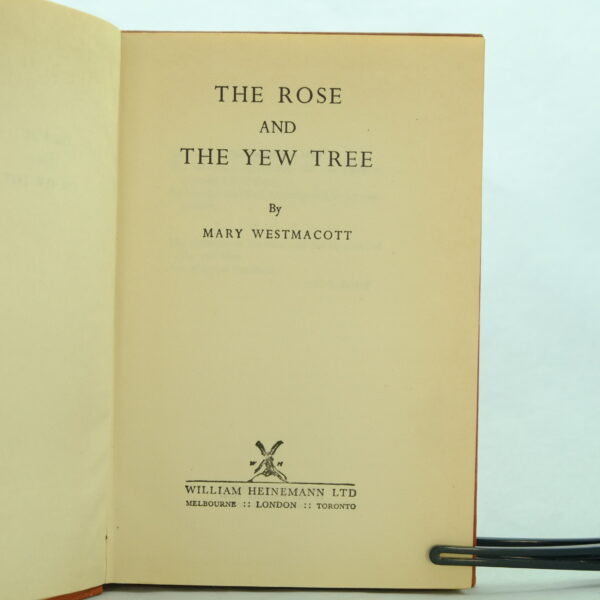 THE ROSE
AND
THE YEW TREE
By
MARY WESTMACOTT
W H
WILLIAM HEINEMANN LTD
MELBOURNE :: LONDON :: TORONTO